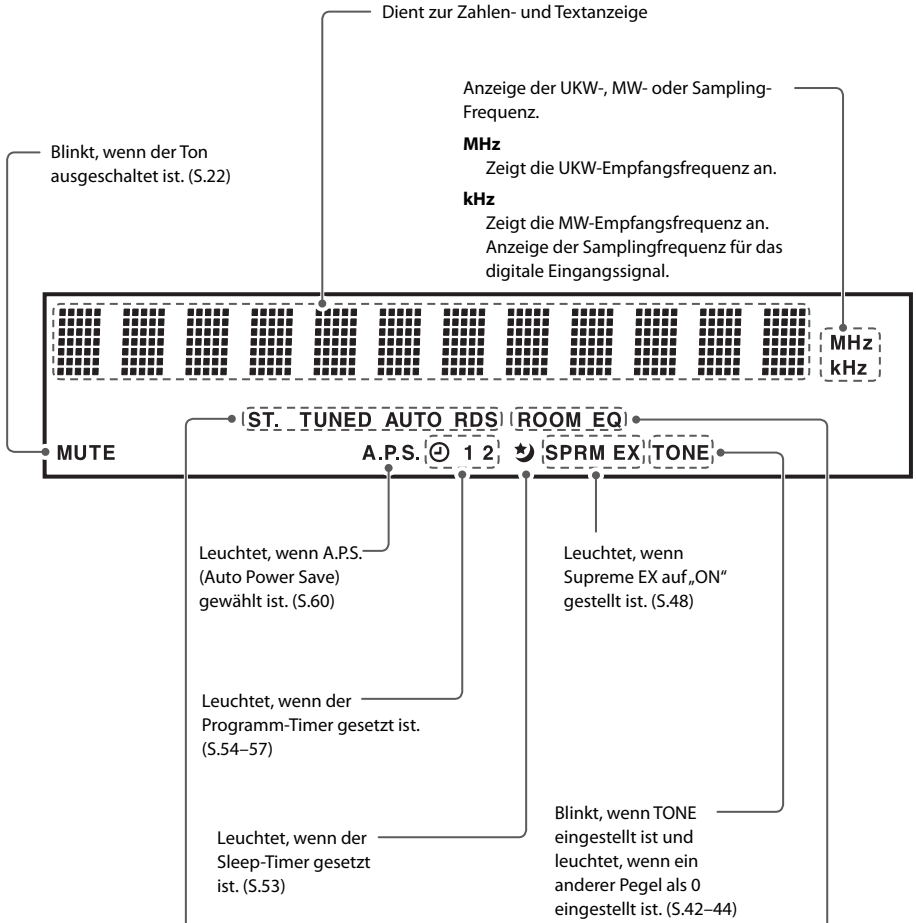 Dient zur Zahlen- und Textanzeige
Anzeige der UKW-, MW- oder Sampling-
Frequenz.
MHz
Zeigt die UKW-Empfangsfrequenz an.
kHz
Zeigt die MW-Empfangsfrequenz an.
Anzeige der Samplingfrequenz für das
digitale Eingangssignal.
Blinkt, wenn der Ton
ausgeschaltet ist. (S.22)
MHz
kHz
ST. TUNED AUTO RDS ROOM EQ
MUTE A.P.S. 1 2 SPRM EX TONE
Leuchtet, wenn A.P.S.
(Auto Power Save)
gewählt ist. (S.60)
Leuchtet, wenn
Supreme EX auf „ON“
gestellt ist. (S.48)
Leuchtet, wenn der
Programm-Timer gesetzt ist.
(S.54–57)
Leuchtet, wenn der
Sleep-Timer gesetzt
ist. (S.53)
Blinkt, wenn TONE
eingestellt ist und
leuchtet, wenn ein
anderer Pegel als 0
eingestellt ist. (S.42–44)